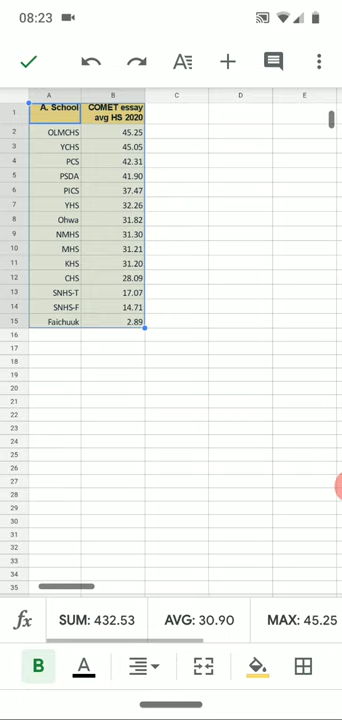 08:23
A B C D E
1 A. School COMET essay
avg HS 2020
2 OLMCHS 45.25
3 YCHS 45.05
4 PCS 42.31
5 PSDA 41.90
6 PICS 37.47
7 YHS 32.26
8 Ohwa 31.82
9 NMHS 31.30
10 MHS 31.21
11 KHS 31.20
12 CHS 28.09
13 SNHS-T 17.07
14 SNHS-F 14.71
15 Faichuuk 2.89
16
17
18
19
20
21
22
23
24
25
26
27
28
29
30
31
32
33
34
35
fx SUM: 432.53 AVG: 30.90 MAX: 45.25
B A